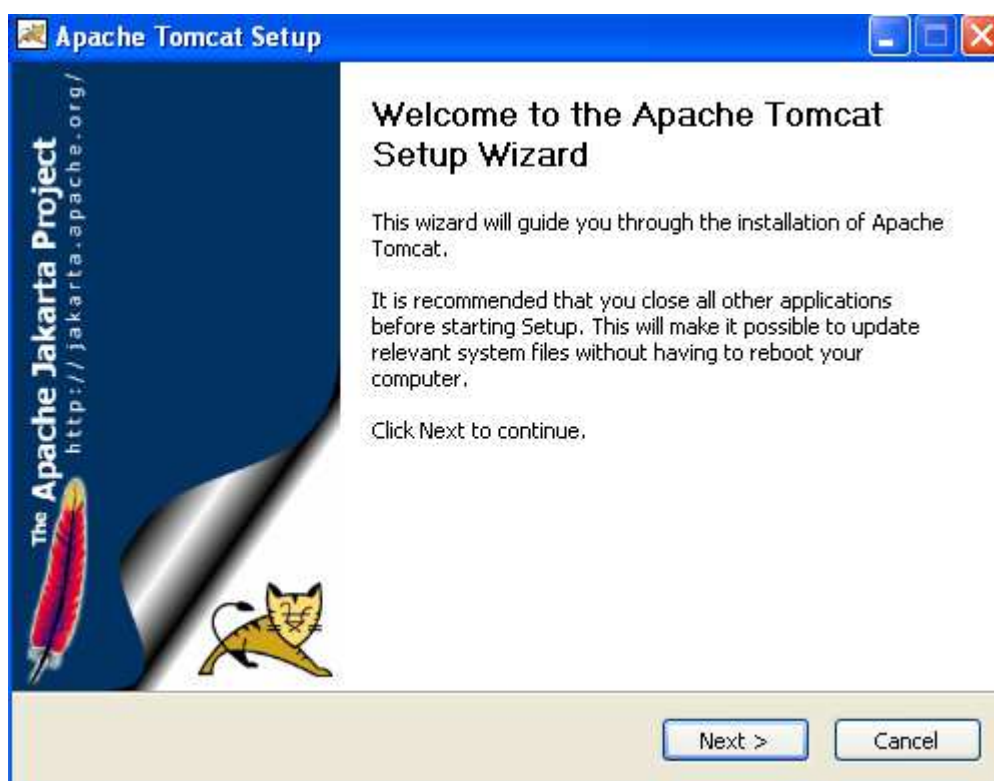 Apache Tomcat Setup
The Apache Jakarta Project
http://jakarta.apache.org/
Welcome to the Apache Tomcat
Setup Wizard
This wizard will guide you through the installation of Apache
Tomcat.
It is recommended that you close all other applications
before starting Setup. This will make it possible to update
relevant system files without having to reboot your
computer.
Click Next to continue.
Next >
Cancel